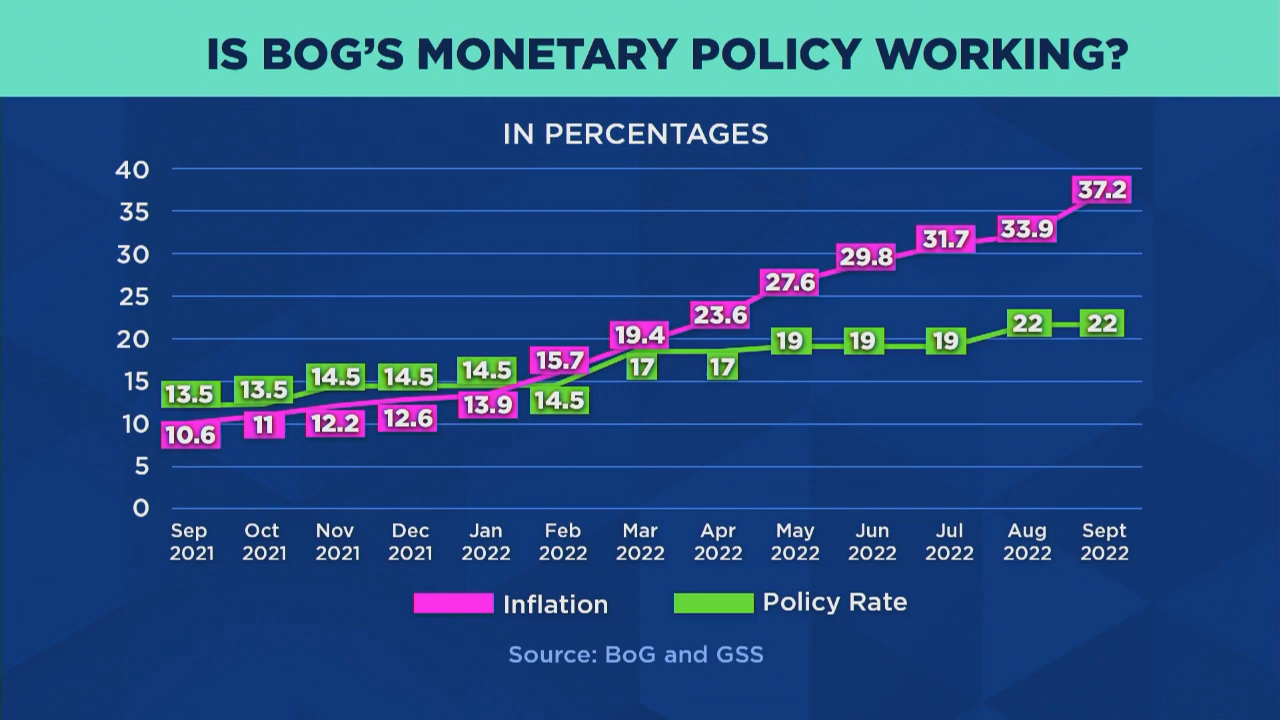 IS BOG'S MONETARY POLICY WORKING?
IN PERCENTAGES
40
35
30
25
20
15
10
5
0
13.5 13.5 14.5 14.5 14.5 14.5 17 17 19 19 19 22 22
10.6 11 12.2 12.6 13.9 15.7 19.4 23.6 27.6 29.8 31.7 33.9 37.2
Sep Oct Nov Dec Jan Feb Mar Apr May Jun Jul Aug Sept
2021 2021 2021 2021 2022 2022 2022 2022 2022 2022 2022 2022 2022
Inflation Policy Rate
Source: BoG and GSS